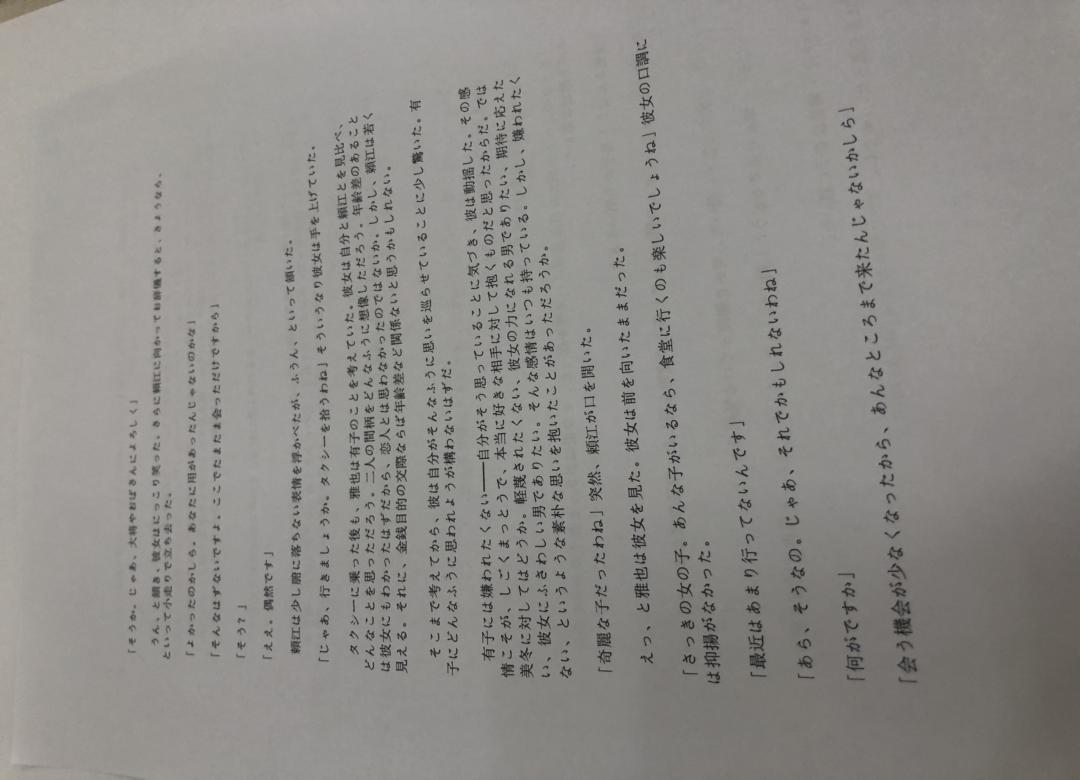 「そうか。じゃあ、大将やおばさんによろしく」
うん、と頷き、彼女はにっこり笑った。さらに頼江に向かってお辞儀すると、さようなら、
といって小走りで立ち去った。
「よかったのかしら。あなたに用があったんじゃないのかな」
「そんなはずないですよ。ここでたまたま会っただけですから」
「そう？」
「ええ。偶然です」
頼江は少し腑に落ちない表情を浮かべたが、ふうん、といって頷いた。
「じゃあ、行きましょうか。タクシーを拾うわね」そういうなり彼女は手を上げていた。
タクシーに乗った後も、雅也は有子のことを考えていた。彼女は自分と頼江とを見比べ、
どんなことを思っただろう。二人の間柄をどんなふうに想像しただろう。年齢差のあること
は彼女にもわかったはずだから、恋人とは思わなかったのではないか。しかし、頼江は若く
見える。それに、金銭目的の交際ならば年齢差など関係ないと思うかもしれない。
そこまで考えてから、彼は自分がそんなふうに思いを巡らせていることに少し驚いた。有
子にどんなふうに思われようが構わないはずだ。
有子には嫌われたくない――自分がそう思っていることに気づき、彼は動揺した。その感
情こそが、しごくまっとうで、本当に好きな相手に対して抱くものだと思ったからだ。では
美冬に対してはどうか。軽蔑されたくない、彼女の力になれる男でありたい、期待に応えた
い、彼女にふさわしい男でありたい。そんな感情はいつも持っている。しかし、嫌われたく
ない、というような素朴な思いを抱いたことがあっただろうか。
「奇麗な子だったわね」突然、頼江が口を開いた。
えっ、と雅也は彼女を見た。彼女は前を向いたままだった。
「さっきの女の子。あんな子がいるなら、食堂に行くのも楽しいでしょうね」彼女の口調に
は抑揚がなかった。
「最近はあまり行ってないんです」
「あら、そうなの。じゃあ、それでかもしれないわね」
「何がですか」
「会う機会が少なくなったから、あんなところまで来たんじゃないかしら」